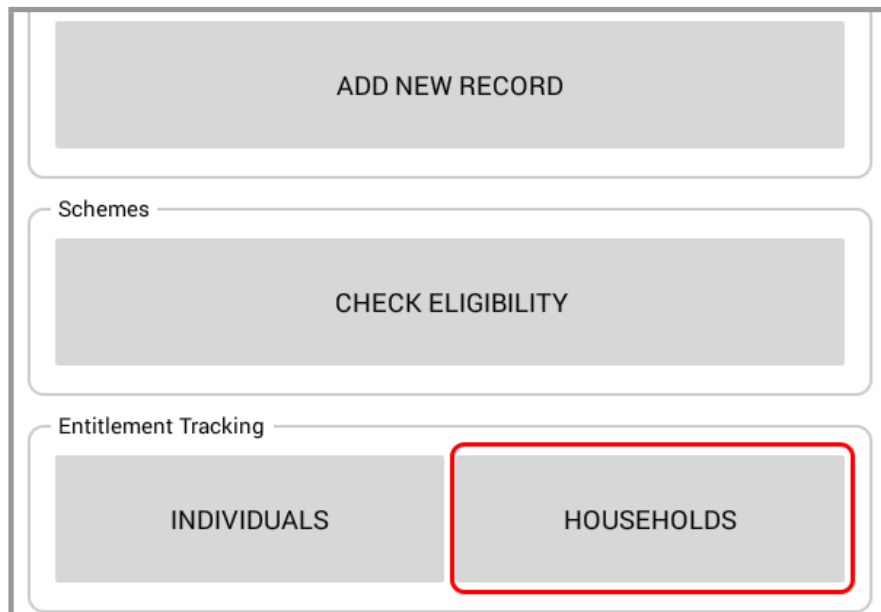 ADD NEW RECORD
Schemes
CHECK ELIGIBILITY
Entitlement Tracking
INDIVIDUALS
HOUSEHOLDS